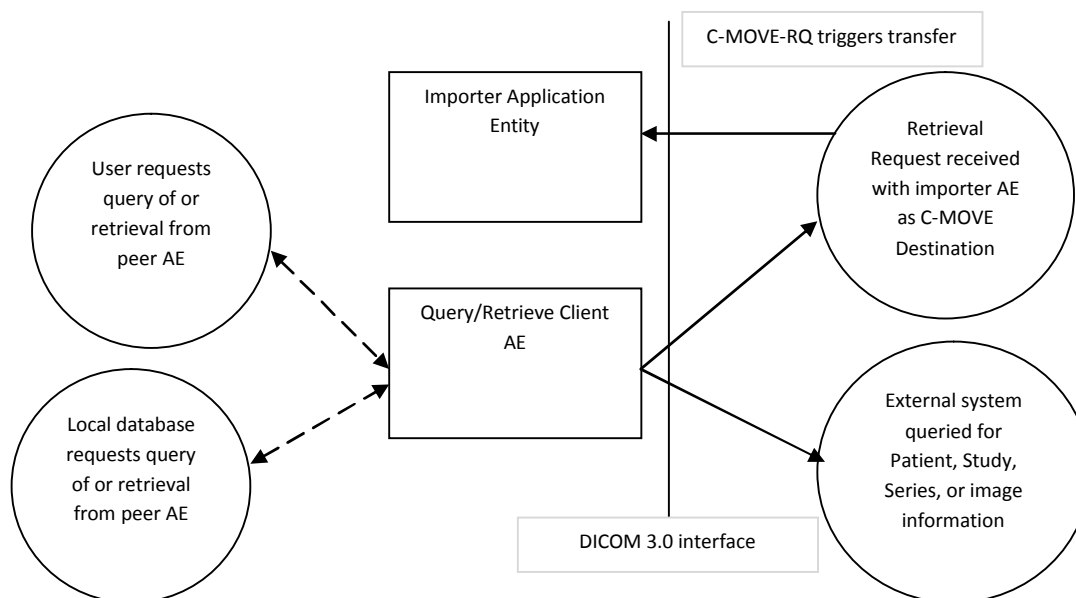 C-MOVE-RQ triggers transfer
Importer Application
Entity
Retrieval
Request received
with importer AE
as C-MOVE
Destination
User requests
query of or
retrieval from
peer AE
Query/Retrieve Client
AE
Local database
requests query
of or retrieval
from peer AE
External system
queried for
Patient, Study,
Series, or image
information
DICOM 3.0 interface